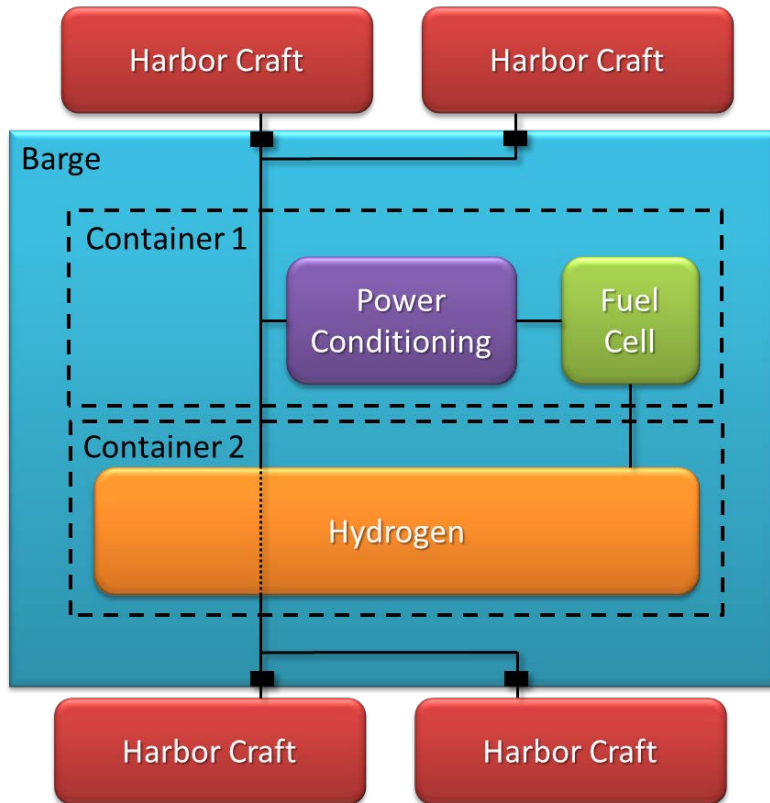 Harbor Craft
Harbor Craft
Barge
Container 1
Power
Conditioning
Fuel
Cell
Container 2
Hydrogen
Harbor Craft
Harbor Craft